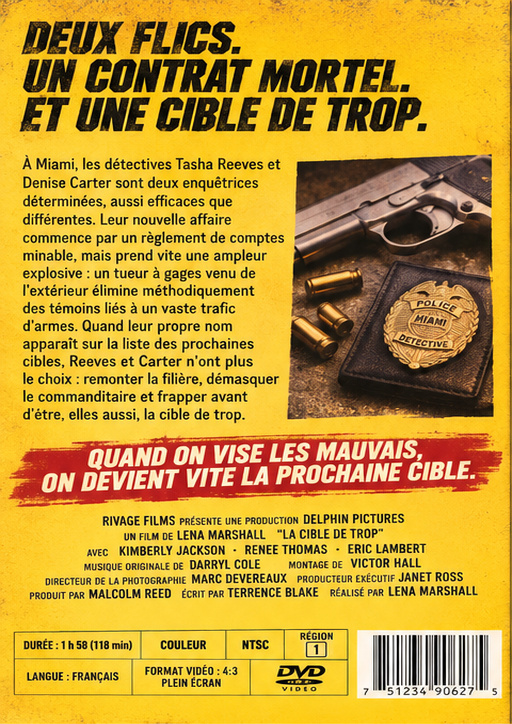 DEUX FLICS.
UN CONTRAT MORTEL.
ET UNE CIBLE DE TROP.
À Miami, les détectives Tasha Reeves et
Denise Carter sont deux enquêtrices
déterminées, aussi efficaces que
différentes. Leur nouvelle affaire
commence par un règlement de comptes
minable, mais prend vite une ampleur
explosive : un tueur à gages venu de
l'extérieur élimine méthodiquement
des témoins liés à un vaste trafic
d'armes. Quand leur propre nom
apparaît sur la liste des prochaines
cibles, Reeves et Carter n'ont plus
le choix : remonter la filière, démasquer
le commanditaire et frapper avant
d'être, elles aussi, la cible de trop.
POLICE
MIAMI
DETECTIVE
QUAND ON VISE LES MAUVAIS,
ON DEVIENT VITE LA PROCHAINE CIBLE.
RIVAGE FILMS PRÉSENTE UNE PRODUCTION DELPHIN PICTURES
UN FILM DE LENA MARSHALL "LA CIBLE DE TROP"
AVEC KIMBERLY JACKSON · RENEE THOMAS · ERIC LAMBERT
MUSIQUE ORIGINALE DE DARRYL COLE MONTAGE DE VICTOR HALL
DIRECTEUR DE LA PHOTOGRAPHIE MARC DEVEREAUX PRODUCTEUR EXÉCUTIF JANET ROSS
PRODUIT PAR MALCOLM REED ÉCRIT PAR TERRENCE BLAKE RÉALISÉ PAR LENA MARSHALL
DURÉE : 1 h 58 (118 min)
COULEUR
NTSC
RÉGION
1
LANGUE : FRANÇAIS
FORMAT VIDÉO : 4:3
PLEIN ÉCRAN
DVD
VIDEO
7 51234 90627 5